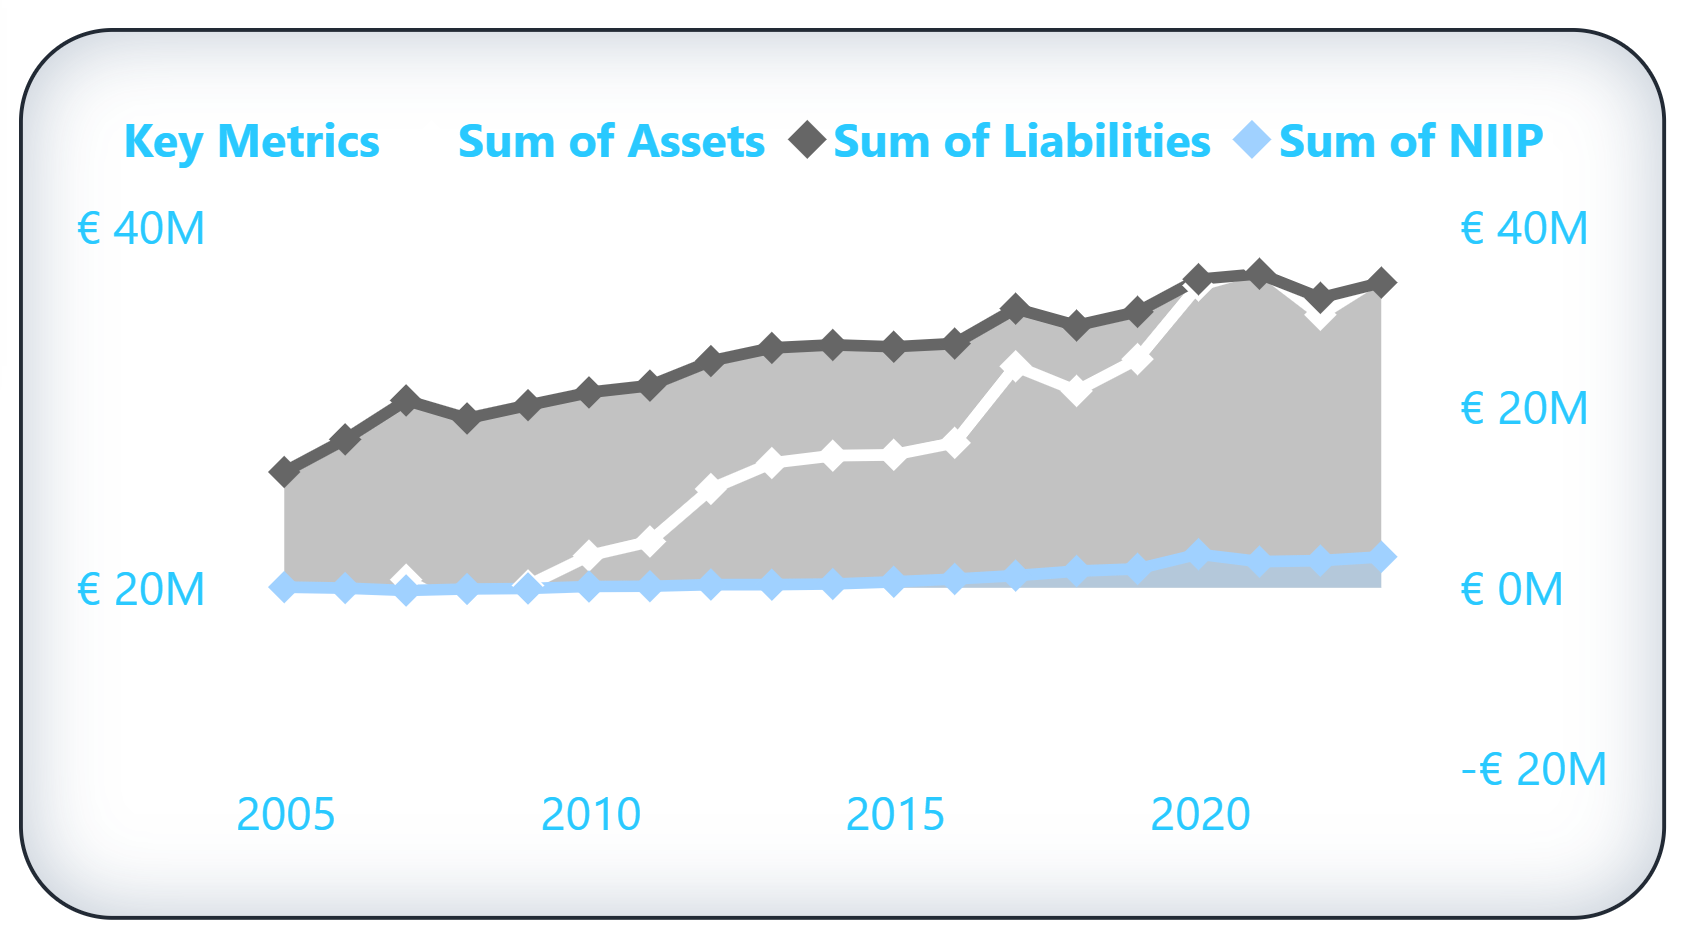 Key Metrics Sum of Assets Sum of Liabilities Sum of NIIP
€ 40M € 40M
€ 20M
€ 20M € 0M
-€ 20M
2005 2010 2015 2020